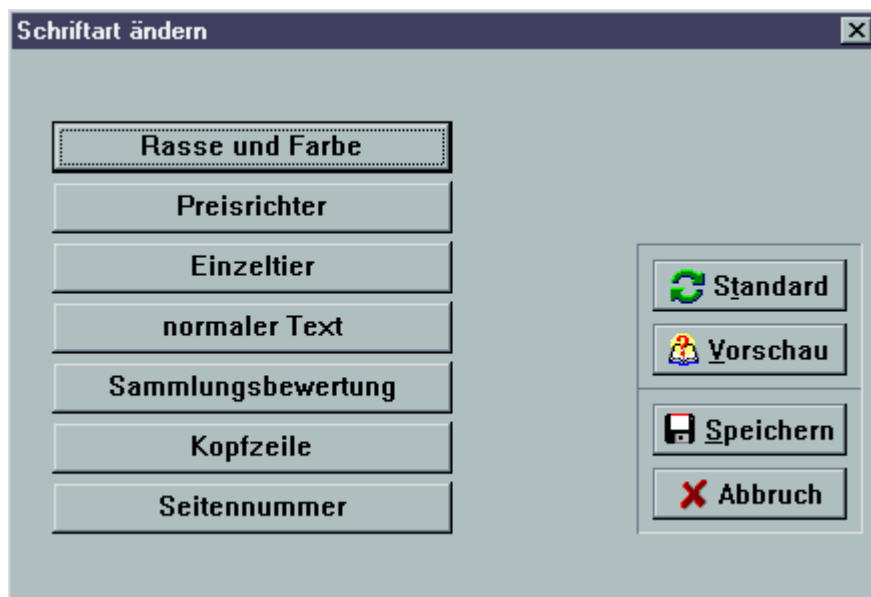 Schriftart ändern
Rasse und Farbe
Preisrichter
Einzeltier
normaler Text
Sammlungsbewertung
Kopfzeile
Seitennummer
Standard
Vorschau
Speichern
Abbruch